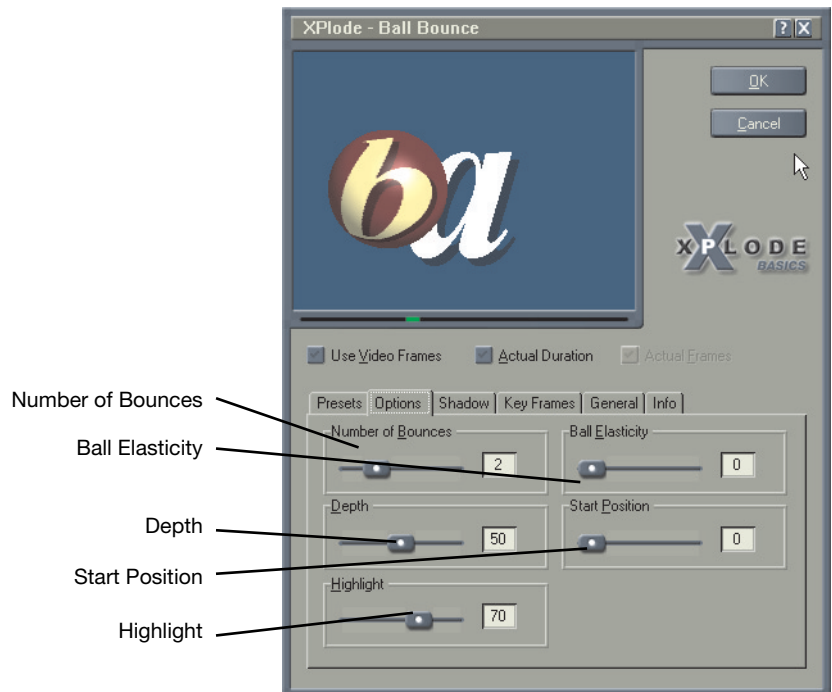 XPlode - Ball Bounce
? X
ba
OK
Cancel
XPLODE
BASICS
Use Video Frames
Actual Duration
Actual Frames
Presets Options Shadow Key Frames General Info
Number of Bounces
2
Ball Elasticity
0
Depth
50
Start Position
0
Highlight
70
Number of Bounces
Ball Elasticity
Depth
Start Position
Highlight